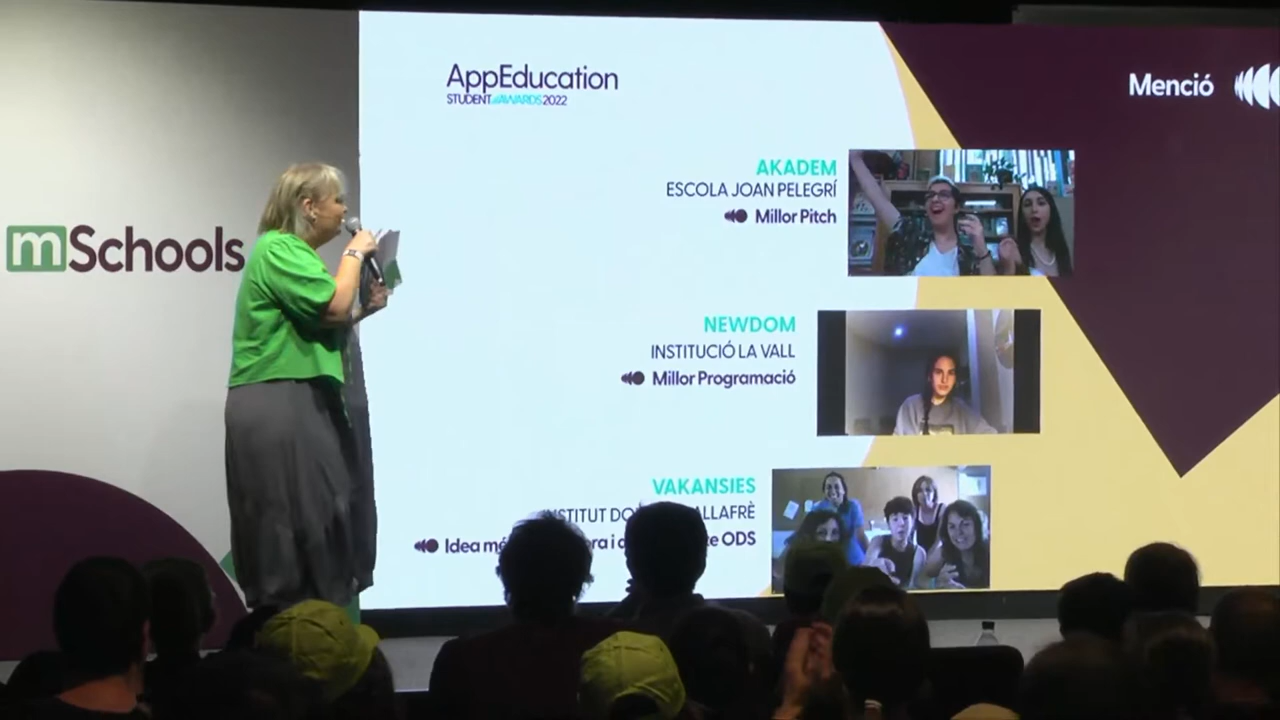 mSchools
AppEducation
STUDENT AWARDS 2022
Menció
AKADEM
ESCOLA JOAN PELEGRÍ
Millor Pitch
NEWDOM
INSTITUCIÓ LA VALL
Millor Programació
VAKANSIES
Idea
ODS